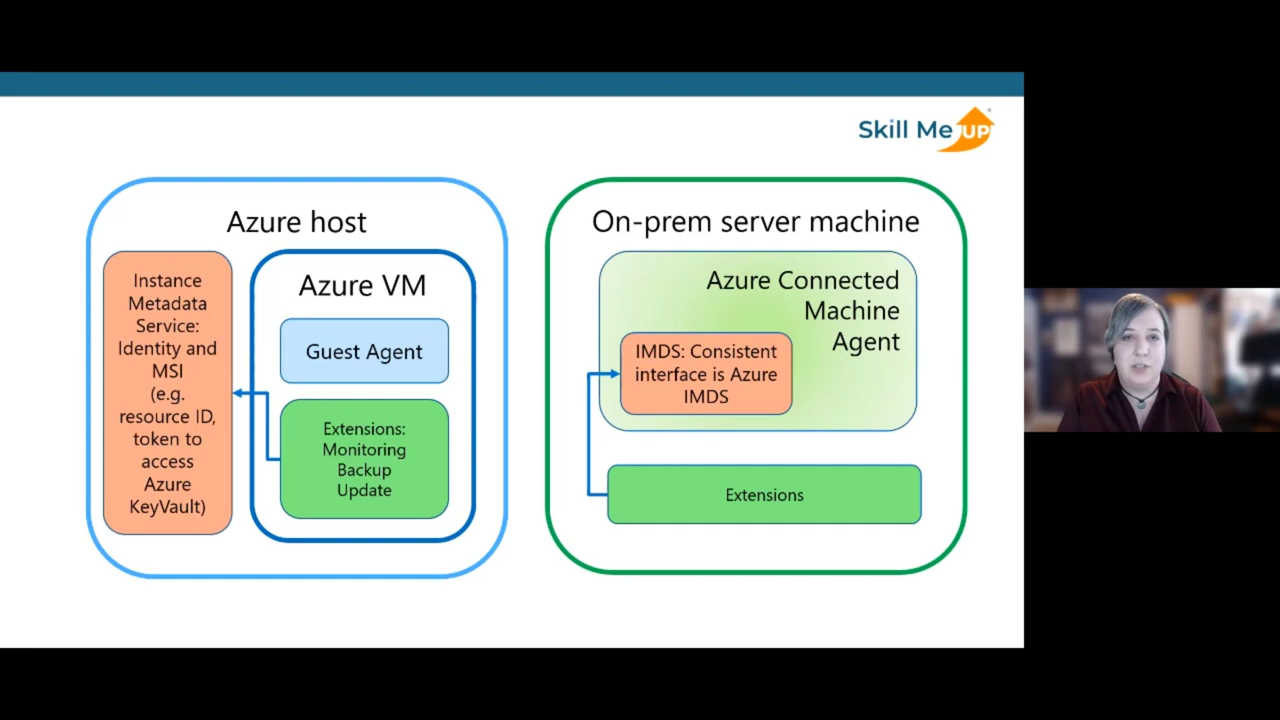 Skill Me UP
Azure host
Instance
Metadata
Service:
Identity and
MSI
(e.g.
resource ID,
token to
access
Azure
KeyVault)
Azure VM
Guest Agent
Extensions:
Monitoring
Backup
Update
On-prem server machine
Azure Connected
Machine
Agent
IMDS: Consistent
interface is Azure
IMDS
Extensions